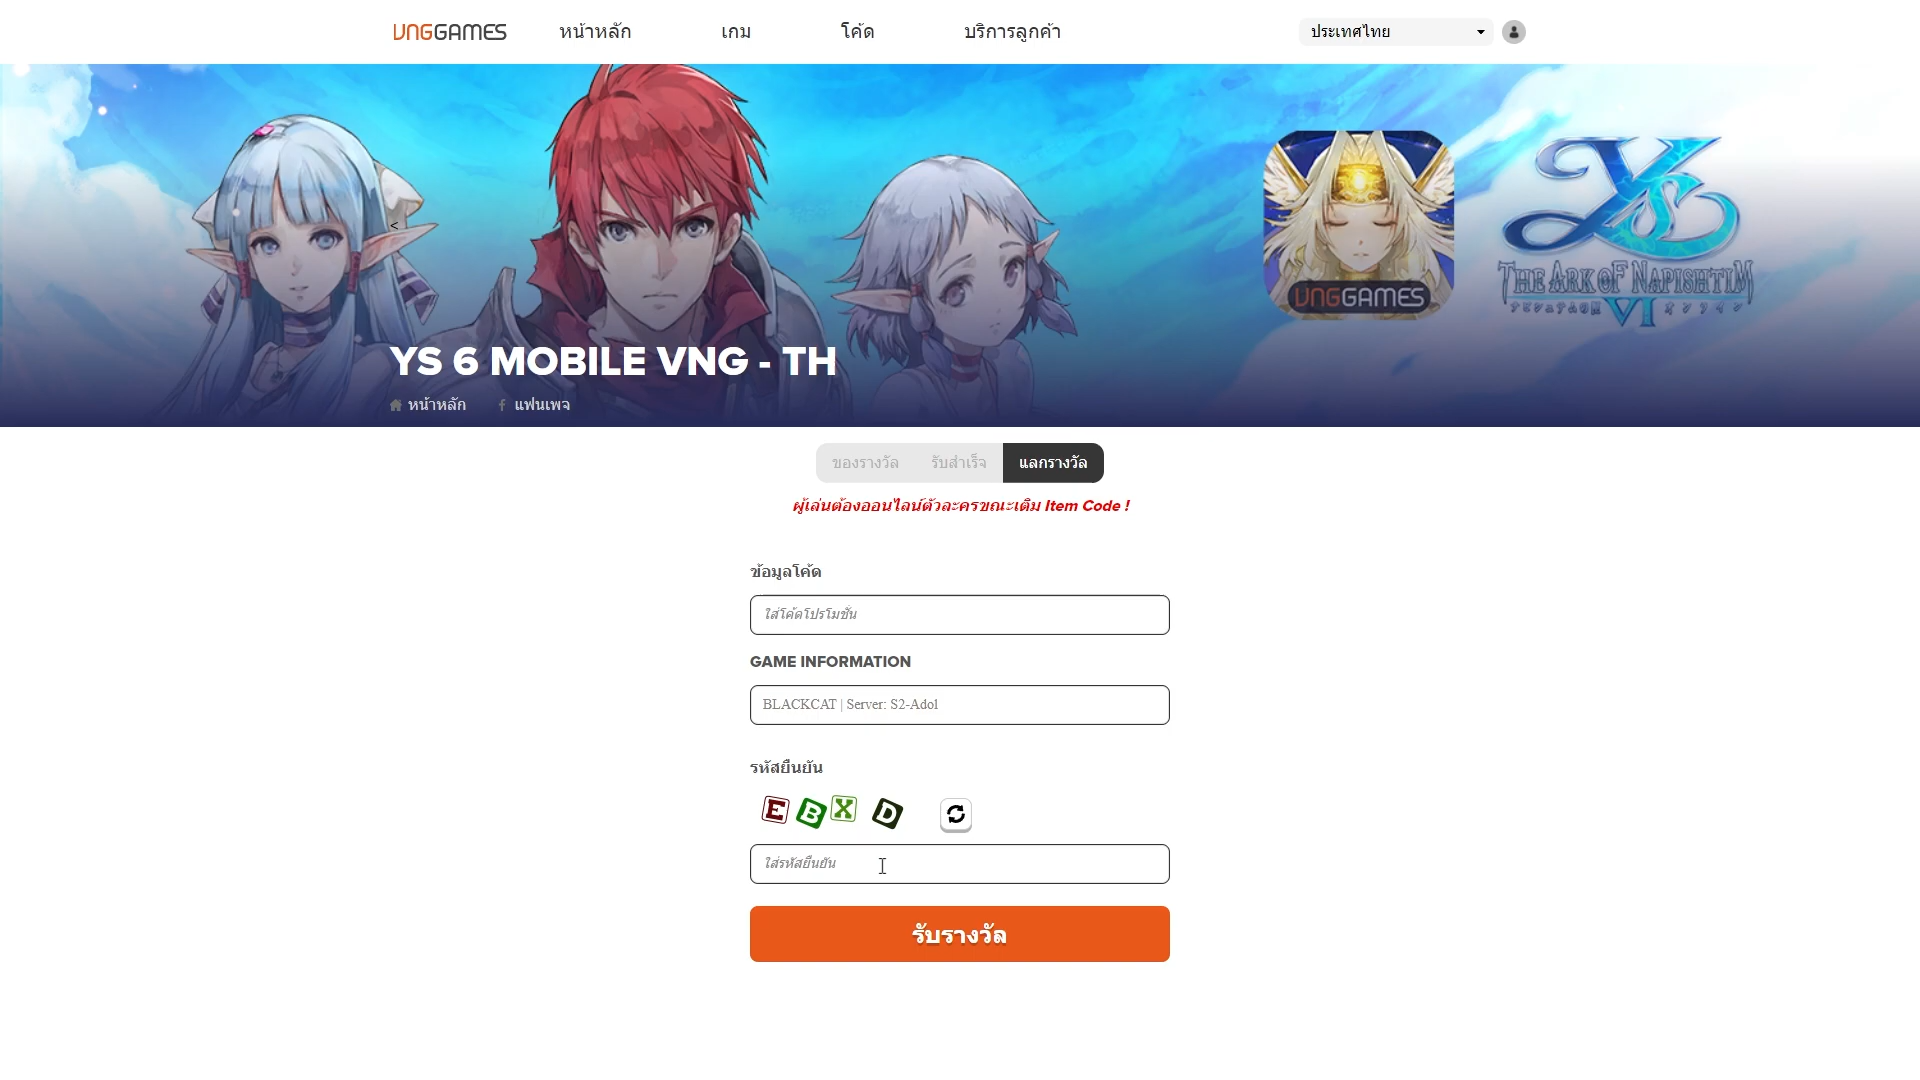 VNGGAMES
หน้าหลัก
เกม
โค้ด
บริการลูกค้า
ประเทศไทย
<
VNGGAMES
YS
THE ARK OF NAPISHTIM
VI
YS 6 MOBILE VNG - TH
หน้าหลัก
แฟนเพจ
ของรางวัล
รับสำเร็จ
แลกรางวัล
ผู้เล่นต้องออนไลน์ตัวละครขณะเติม Item Code !
ข้อมูลโค้ด
ใส่โค้ดโปรโมชั่น
GAME INFORMATION
BLACKCAT | Server: S2-Adol
รหัสยืนยัน
E B X D
ใส่รหัสยืนยัน
รับรางวัล